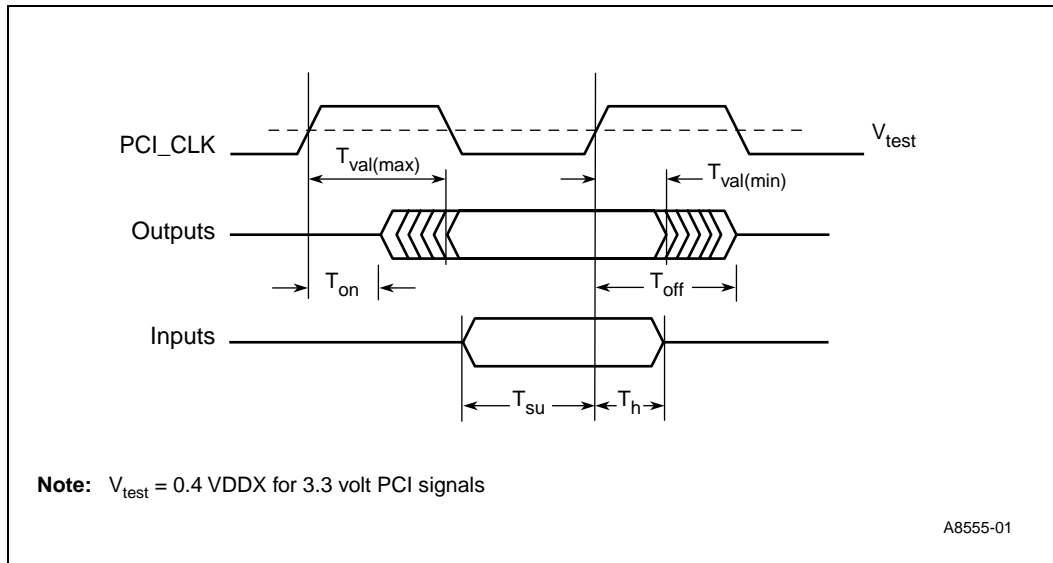 PCI_CLK
V_test
T_val(max)
T_val(min)
Outputs
T_on
T_off
Inputs
T_su
T_h
Note: V_test = 0.4 VDDX for 3.3 volt PCI signals
A8555-01